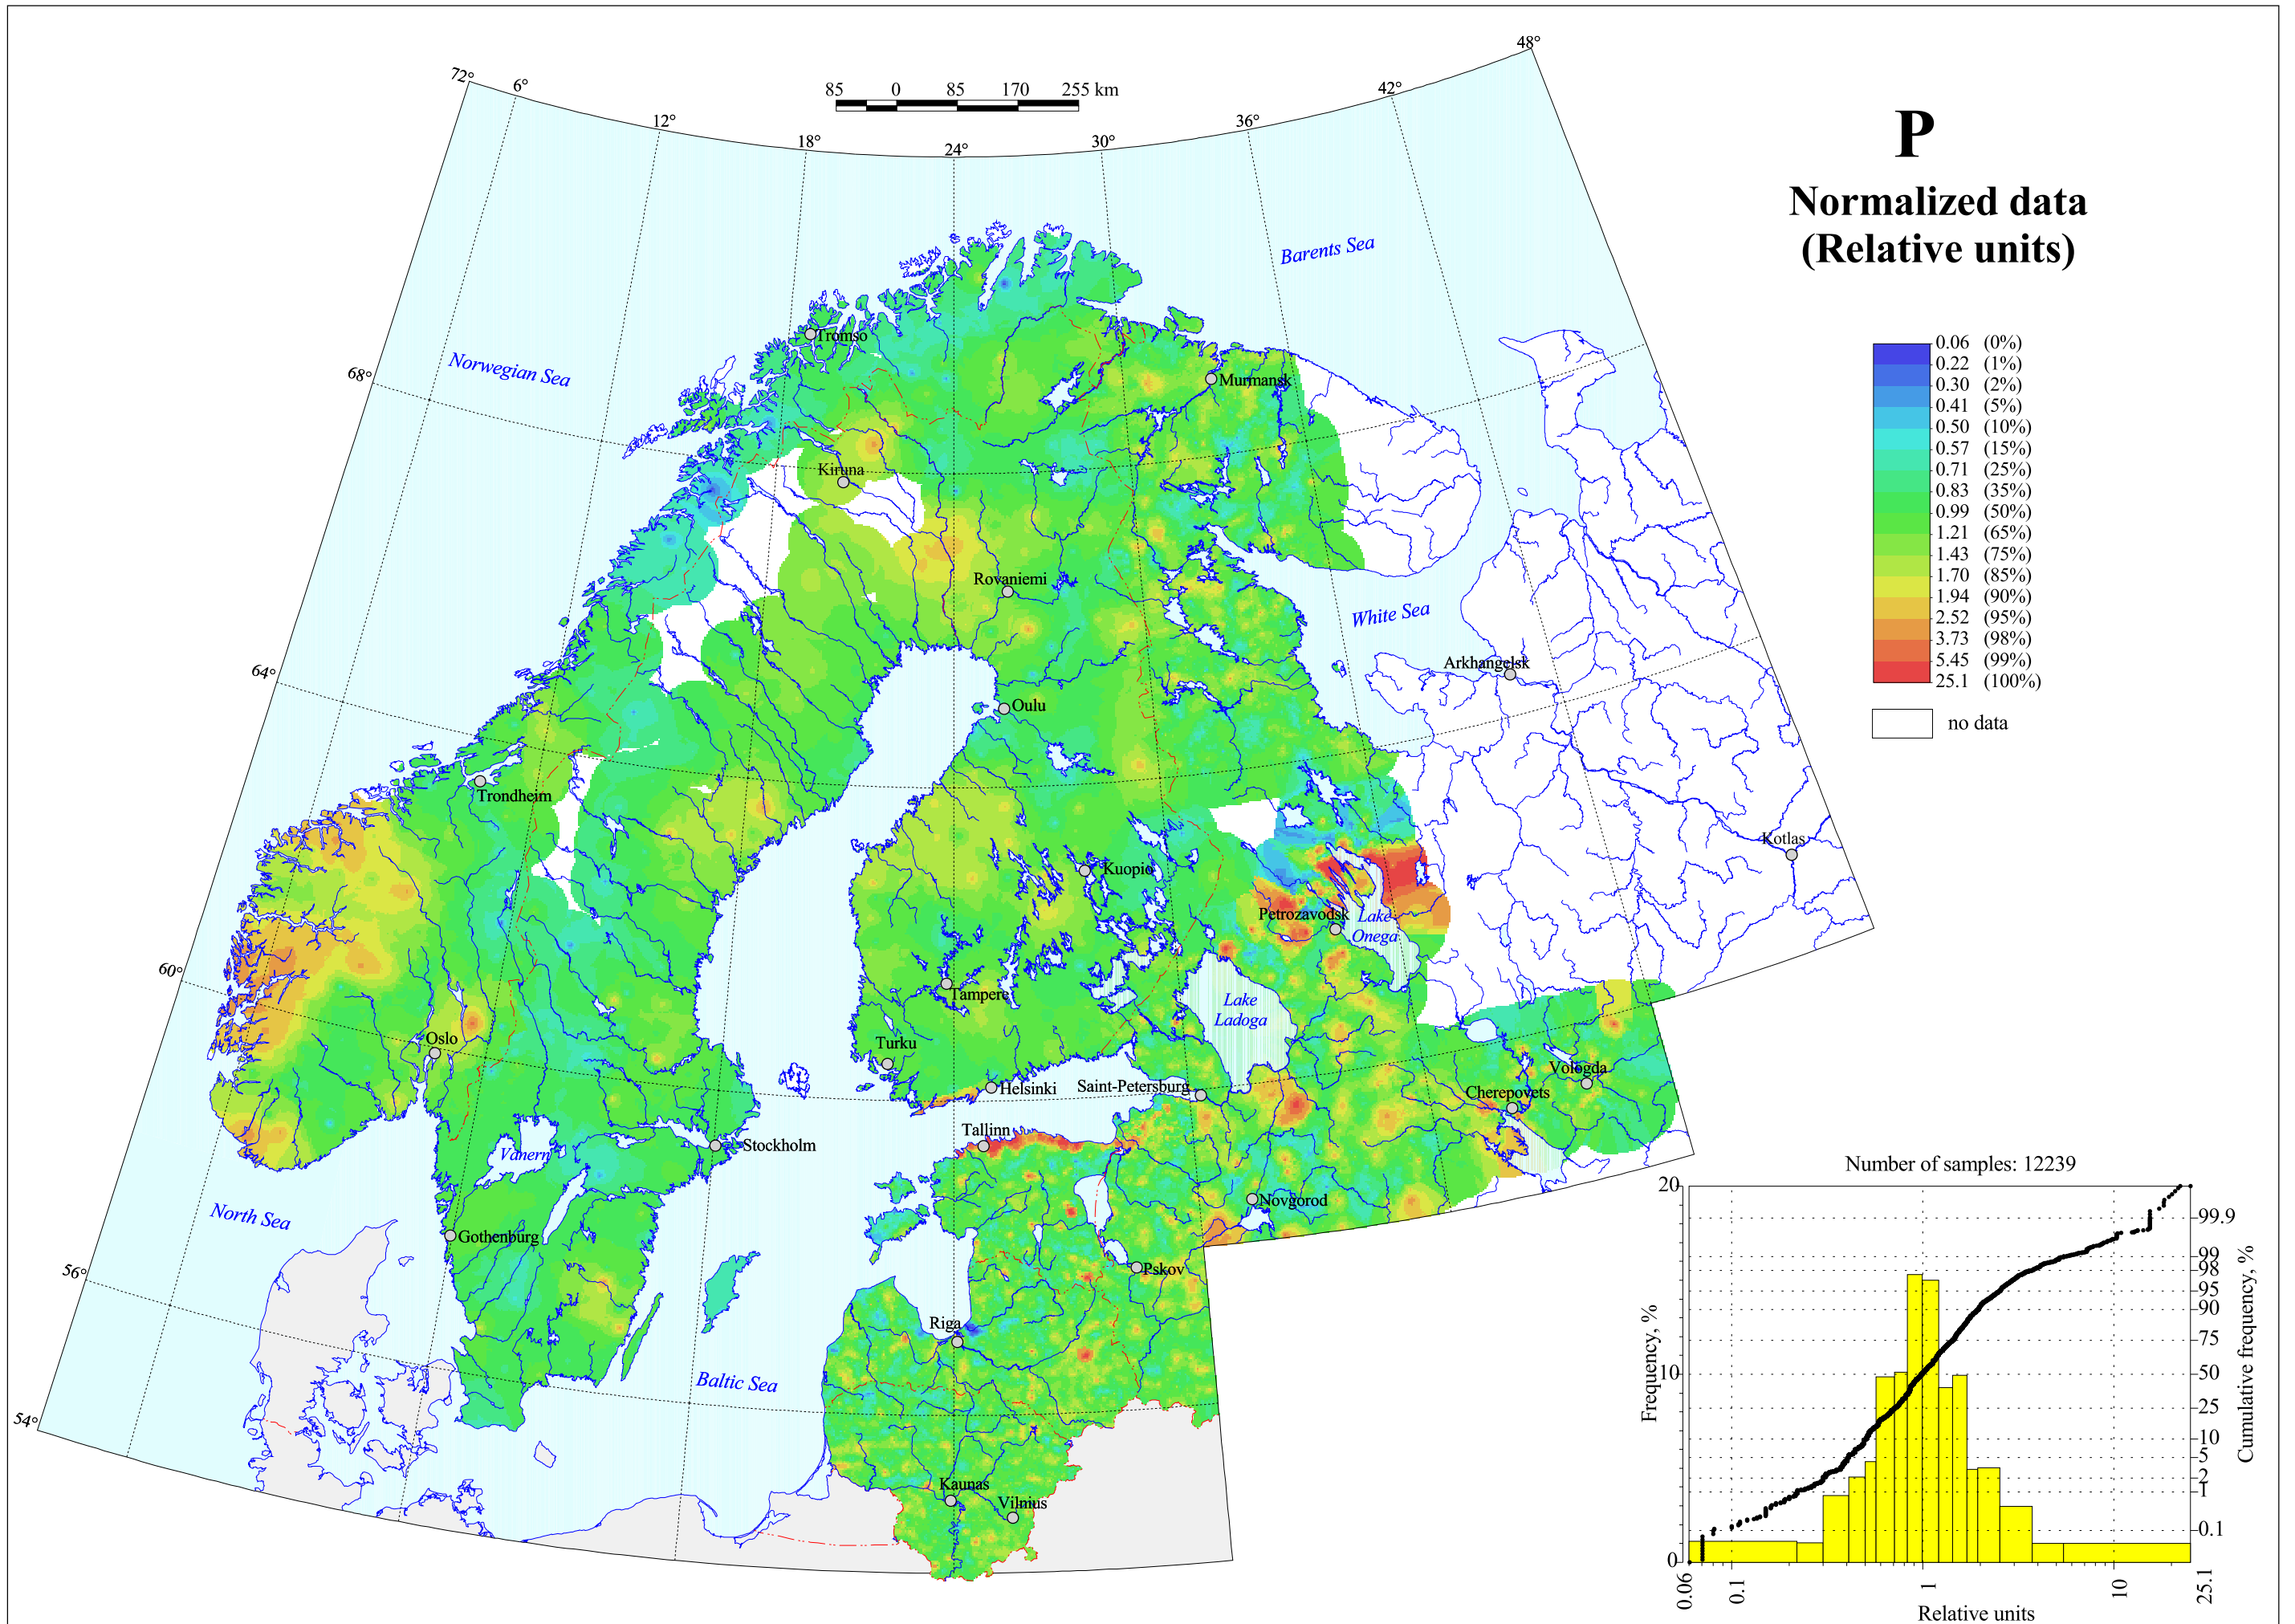 48°
72°
6°
42°
85 0 85 170 255 km
12°
36°
18°
30°
24°
P
Normalized data
(Relative units)
Barents Sea
Norwegian Sea
Tromso
68°
Murmansk
0.06 (0%)
0.22 (1%)
0.30 (2%)
0.41 (5%)
0.50 (10%)
0.57 (15%)
0.71 (25%)
0.83 (35%)
0.99 (50%)
1.21 (65%)
1.43 (75%)
1.70 (85%)
1.94 (90%)
2.52 (95%)
3.73 (98%)
5.45 (99%)
25.1 (100%)
no data
Kiruna
Rovaniemi
White Sea
Arkhangelsk
64°
Oulu
Trondheim
Kotlas
Kuopio
Petrozavodsk
Lake
Onega
60°
Tampere
Lake
Ladoga
Oslo
Turku
Vologda
Helsinki
Saint-Petersburg
Cherepovets
Tallinn
Stockholm
Vanern
Novgorod
North Sea
Gothenburg
Pskov
56°
Riga
Baltic Sea
54°
Kaunas
Vilnius
Number of samples: 12239
20
10
0
Frequency, %
99.9
99
98
95
90
75
50
25
10
5
2
1
0.1
Cumulative frequency, %
0.06
0.1
1
10
25.1
Relative units